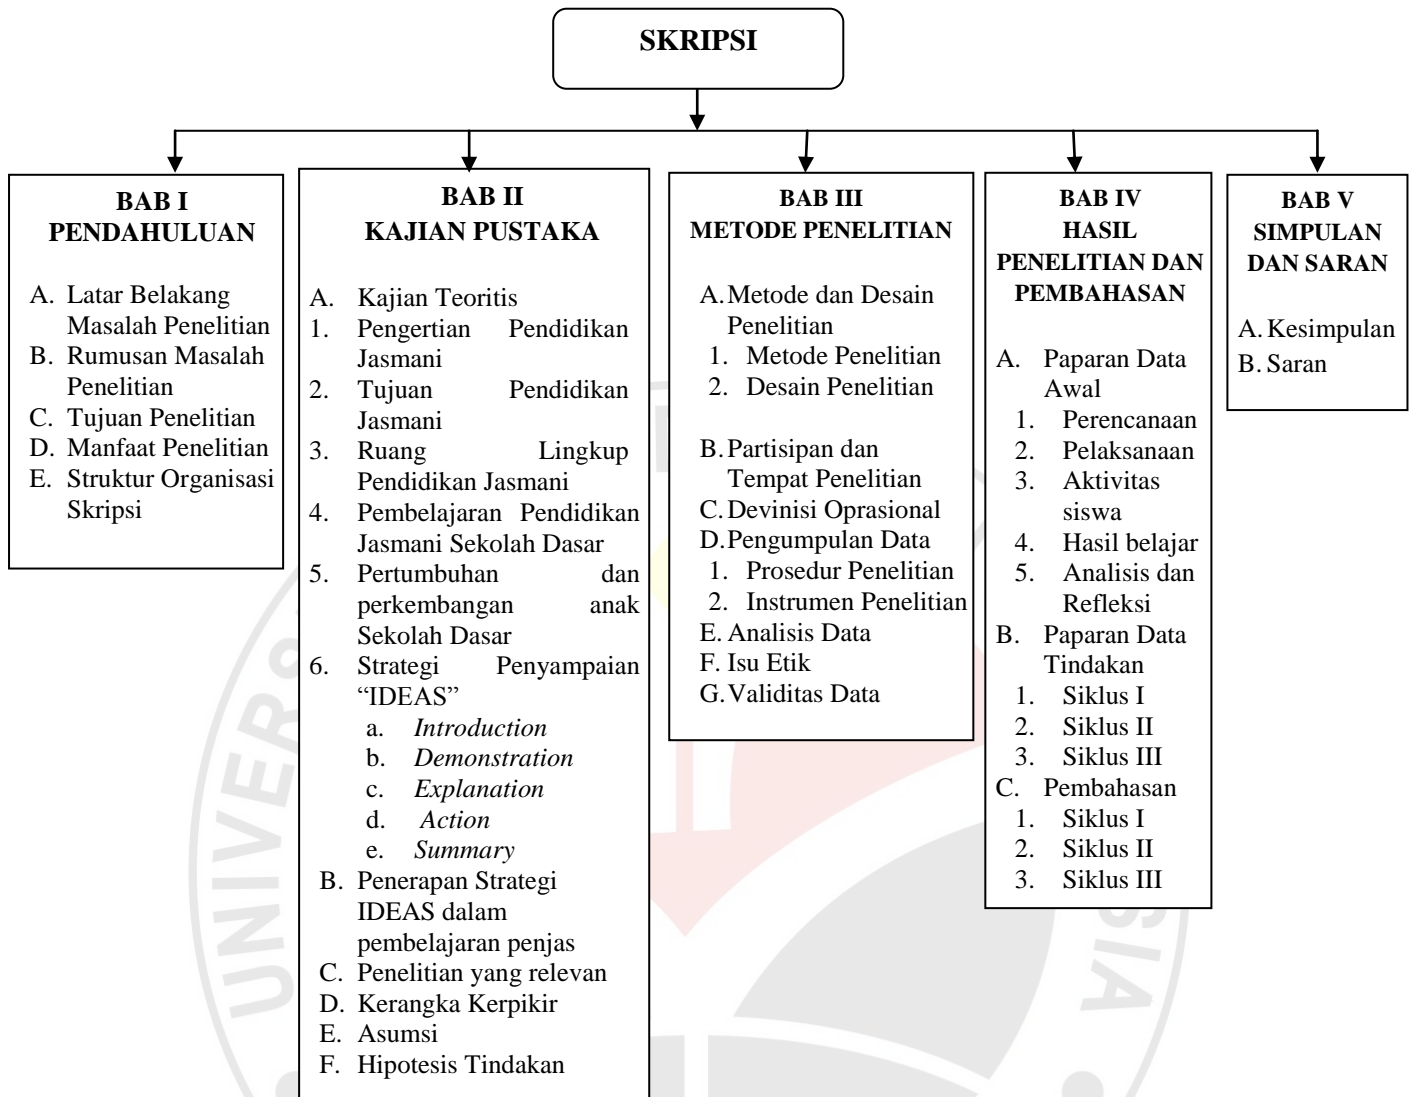 SKRIPSI
BAB I
PENDAHULUAN
A. Latar Belakang
Masalah Penelitian
B. Rumusan Masalah
Penelitian
C. Tujuan Penelitian
D. Manfaat Penelitian
E. Struktur Organisasi
Skripsi
BAB II
KAJIAN PUSTAKA
A. Kajian Teoritis
1. Pengertian Pendidikan
Jasmani
2. Tujuan Pendidikan
Jasmani
3. Ruang Lingkup
Pendidikan Jasmani
4. Pembelajaran Pendidikan
Jasmani Sekolah Dasar
5. Pertumbuhan dan
perkembangan anak
Sekolah Dasar
6. Strategi Penyampaian
“IDEAS”
a. Introduction
b. Demonstration
c. Explanation
d. Action
e. Summary
B. Penerapan Strategi
IDEAS dalam
pembelajaran penjas
C. Penelitian yang relevan
D. Kerangka Kerpikir
E. Asumsi
F. Hipotesis Tindakan
BAB III
METODE PENELITIAN
A. Metode dan Desain
Penelitian
1. Metode Penelitian
2. Desain Penelitian
B. Partisipan dan
Tempat Penelitian
C. Devinisi Oprasional
D. Pengumpulan Data
1. Prosedur Penelitian
2. Instrumen Penelitian
E. Analisis Data
F. Isu Etik
G. Validitas Data
BAB IV
HASIL
PENELITIAN DAN
PEMBAHASAN
A. Paparan Data
Awal
1. Perencanaan
2. Pelaksanaan
3. Aktivitas
siswa
4. Hasil belajar
5. Analisis dan
Refleksi
B. Paparan Data
Tindakan
1. Siklus I
2. Siklus II
3. Siklus III
C. Pembahasan
1. Siklus I
2. Siklus II
3. Siklus III
BAB V
SIMPULAN
DAN SARAN
A. Kesimpulan
B. Saran